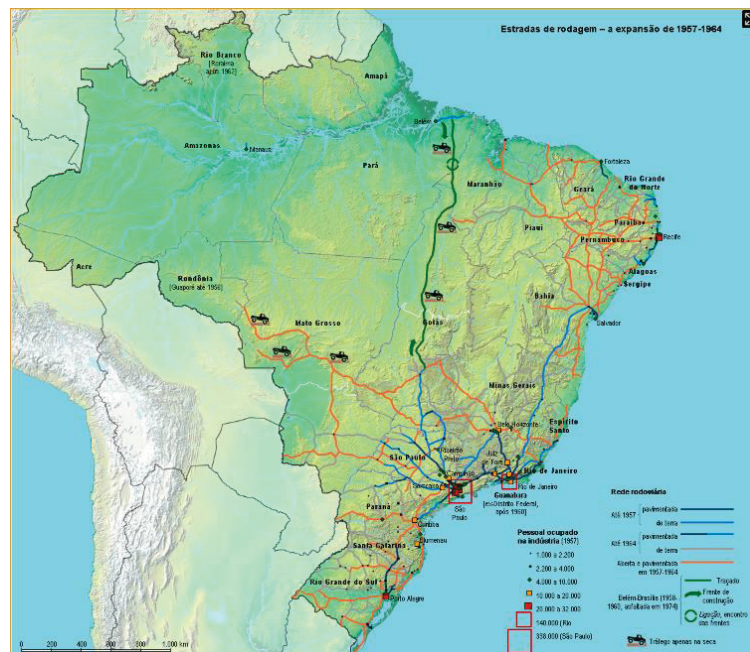 Estradas de rodagem – a expansão de 1957-1964
Rio Branco
[Roraima
após 1962]
Amapá
Belém
Amazonas
Manaus
Pará
Maranhão
Ceará
Fortaleza
Rio Grande
do Norte
Paraíba
Piauí
Pernambuco
Recife
Acre
Alagoas
Sergipe
Rondônia
[Guaporé até 1956]
Bahia
Mato Grosso
Goiás
Salvador
Minas Gerais
Belo Horizonte
Espírito
Santo
Ribeirão
Preto
Juiz
de Fora
São Paulo
Campinas
Sorocaba
Rio de Janeiro
Rio de Janeiro
Guanabara
[ex-Distrito Federal,
após 1960]
São
Paulo
Paraná
Curitiba
Blumenau
Santa Catarina
Rio Grande do Sul
Porto Alegre
Pessoal ocupado
na indústria (1957)
1.000 a 2.200
2.200 a 4.000
4.000 a 10.000
10.000 a 20.000
20.000 a 32.000
140.000 (Rio)
338.000 (São Paulo)
Rede rodoviária
Até 1957
pavimentada
de terra
Até 1964
pavimentada
de terra
Aberta e pavimentada
em 1957-1964
Belém-Brasília (1958-
1960, asfaltada em 1974)
Traçado
Frente de
construção
Ligação, encontro
das frentes
Tráfego apenas na seca
0
200
400
600
800
1.000 km